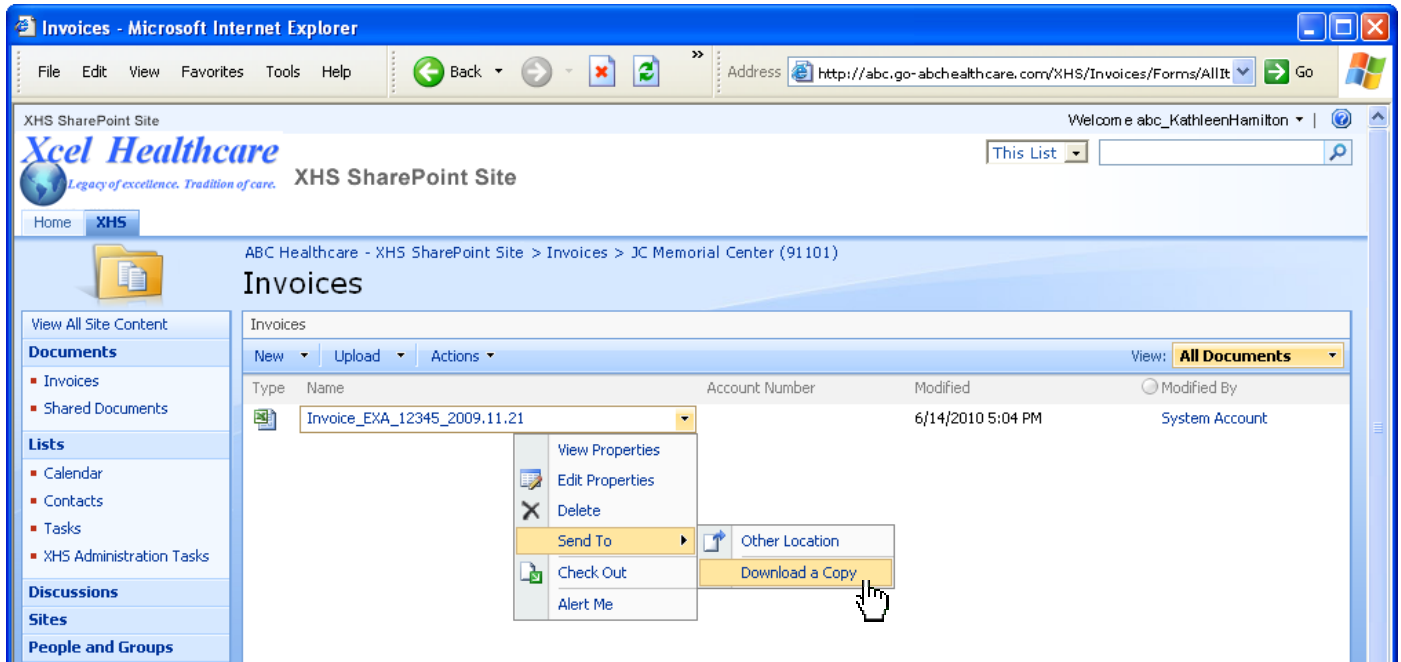 Invoices - Microsoft Internet Explorer
File Edit View Favorites Tools Help Back » Address http://abc.go-abchealthcare.com/XHS/Invoices/Forms/AllIt Go
XHS SharePoint Site Welcome abc_KathleenHamilton
Xcel Healthcare
Legacy of excellence. Tradition of care.
XHS SharePoint Site
This List
Home XHS
ABC Healthcare - XHS SharePoint Site > Invoices > JC Memorial Center (91101)
Invoices
View All Site Content
Documents
Invoices
Shared Documents
Lists
Calendar
Contacts
Tasks
XHS Administration Tasks
Discussions
Sites
People and Groups
Invoices
New Upload Actions View: All Documents
Type Name Account Number Modified Modified By
Invoice_EXA_12345_2009.11.21 6/14/2010 5:04 PM System Account
View Properties
Edit Properties
Delete
Send To
Check Out
Alert Me
Other Location
Download a Copy